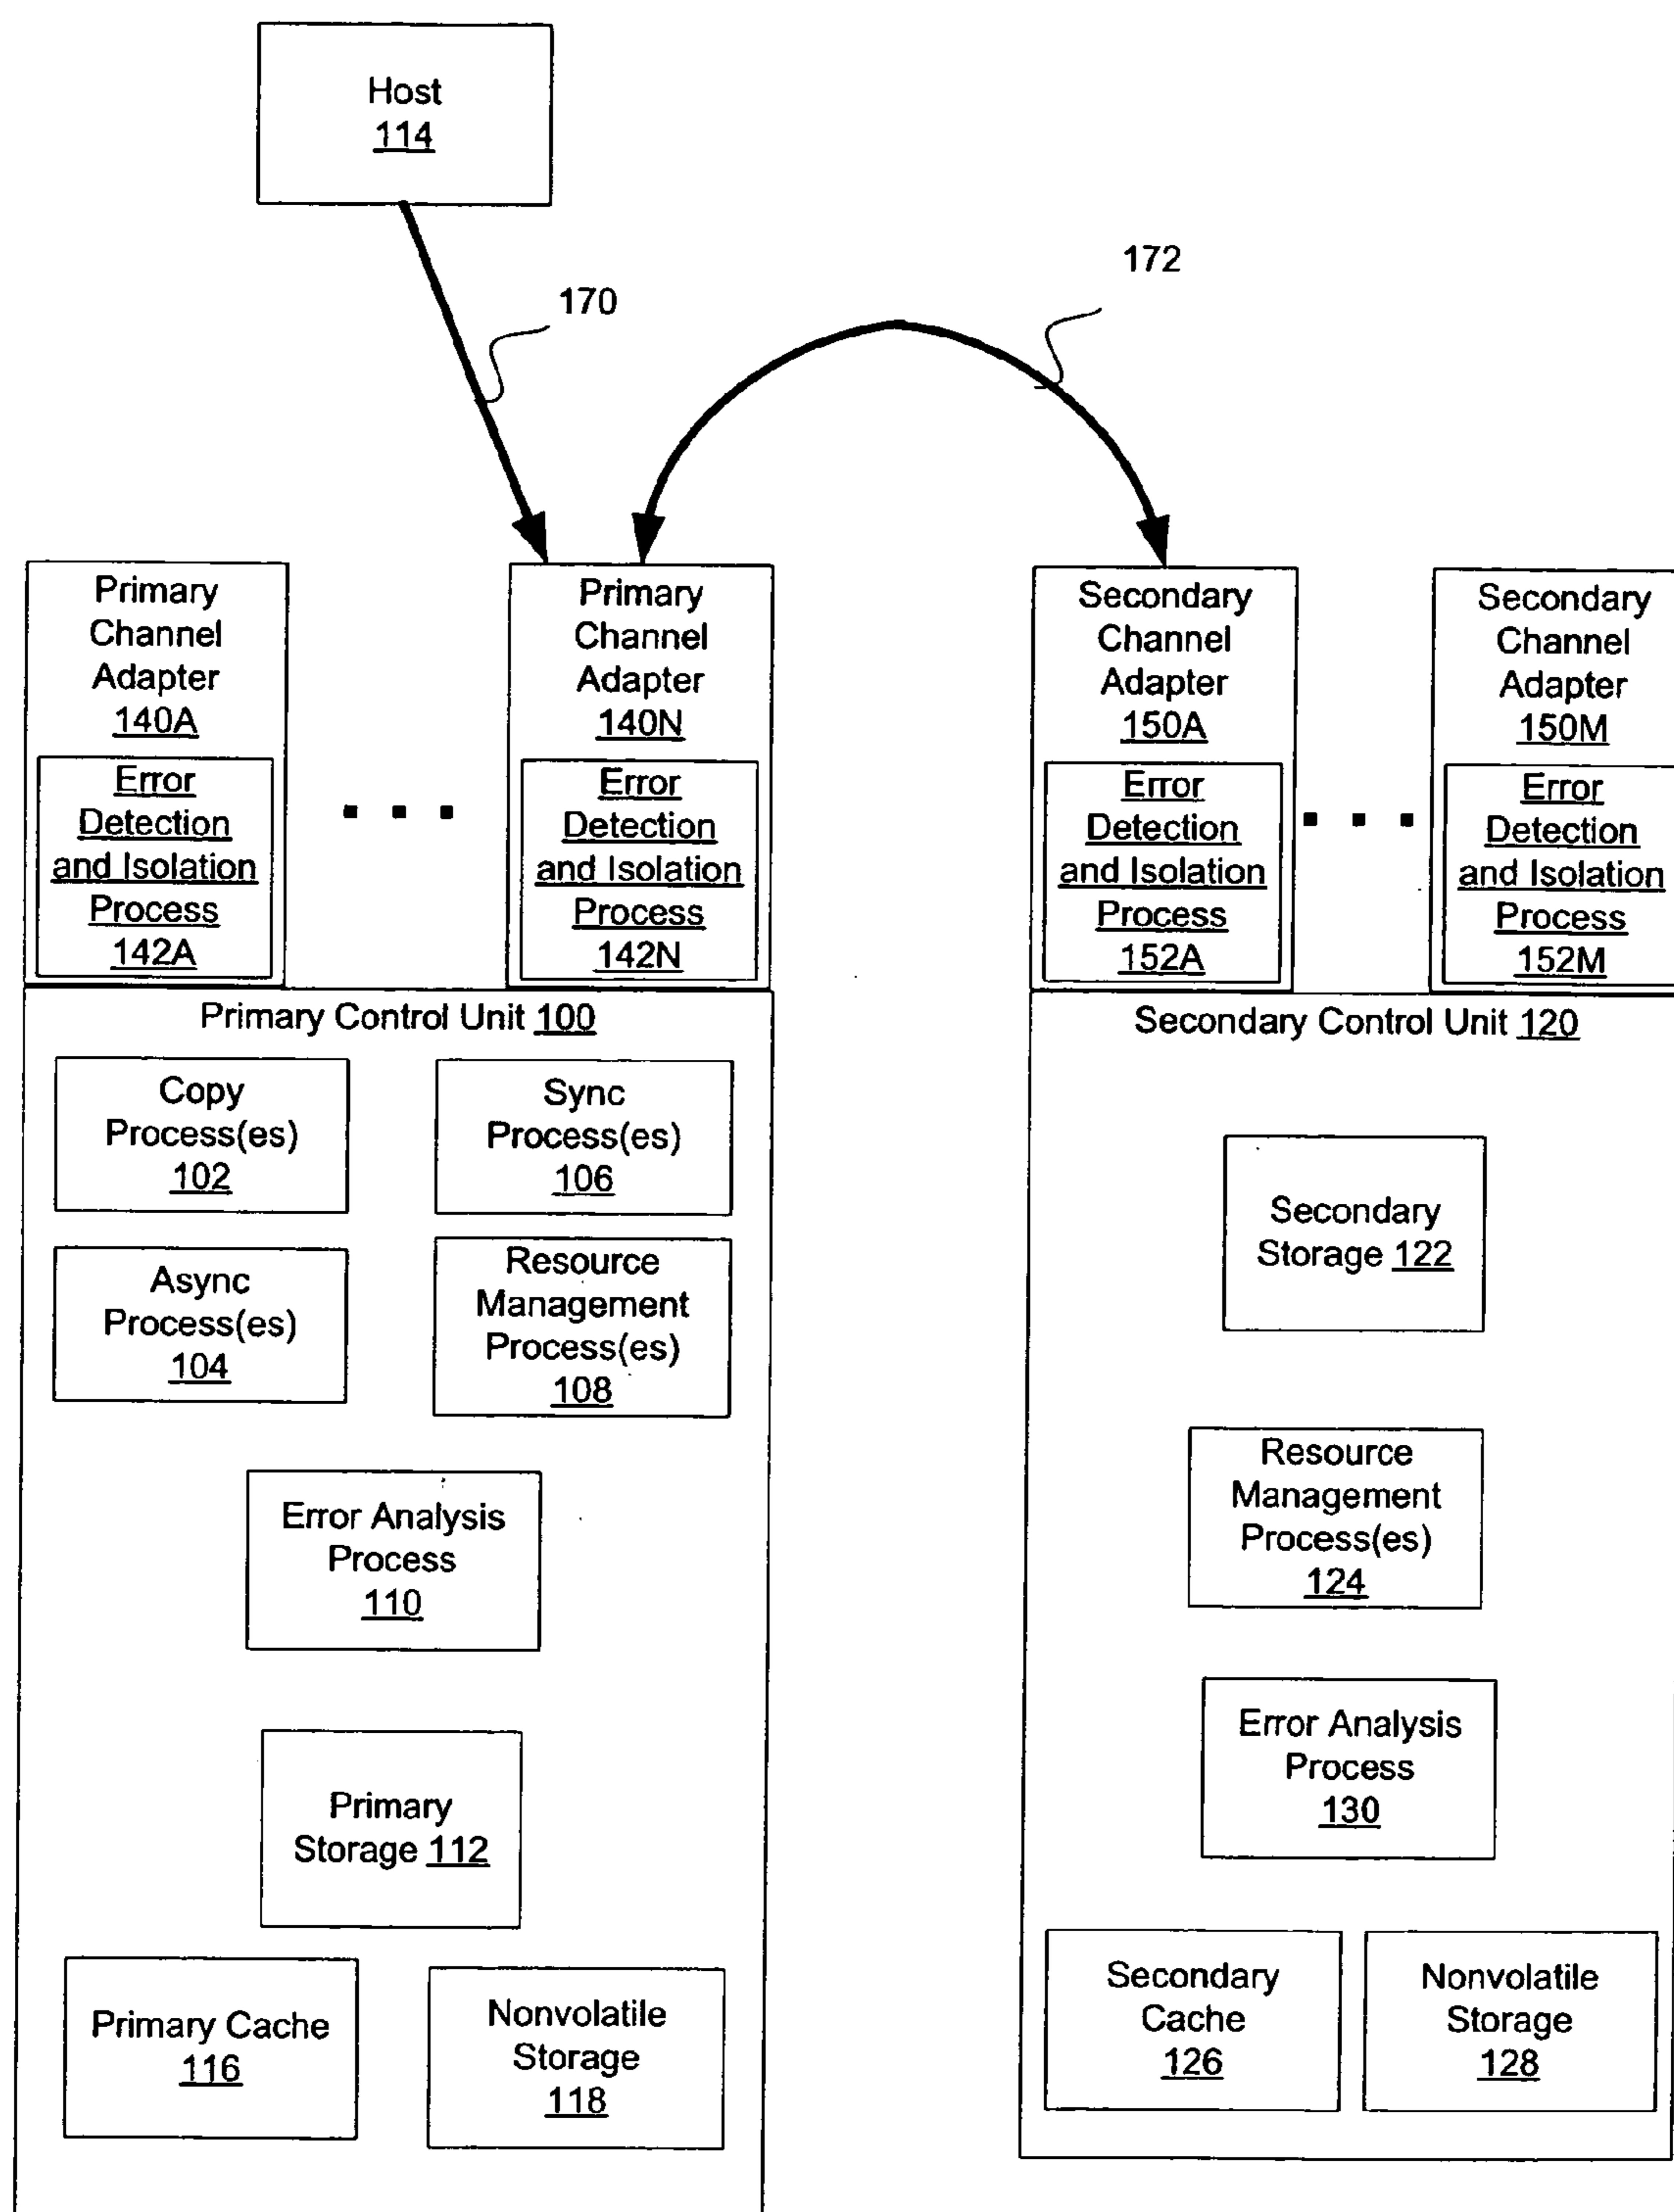 Host
114
170
172
Primary
Channel
Adapter
140A
Error
Detection
and Isolation
Process
142A
Primary
Channel
Adapter
140N
Error
Detection
and Isolation
Process
142N
Secondary
Channel
Adapter
150A
Error
Detection
and Isolation
Process
152A
Secondary
Channel
Adapter
150M
Error
Detection
and Isolation
Process
152M
Primary Control Unit 100
Copy
Process(es)
102
Sync
Process(es)
106
Async
Process(es)
104
Resource
Management
Process(es)
108
Error Analysis
Process
110
Primary
Storage 112
Primary Cache
116
Nonvolatile
Storage
118
Secondary Control Unit 120
Secondary
Storage 122
Resource
Management
Process(es)
124
Error Analysis
Process
130
Secondary
Cache
126
Nonvolatile
Storage
128